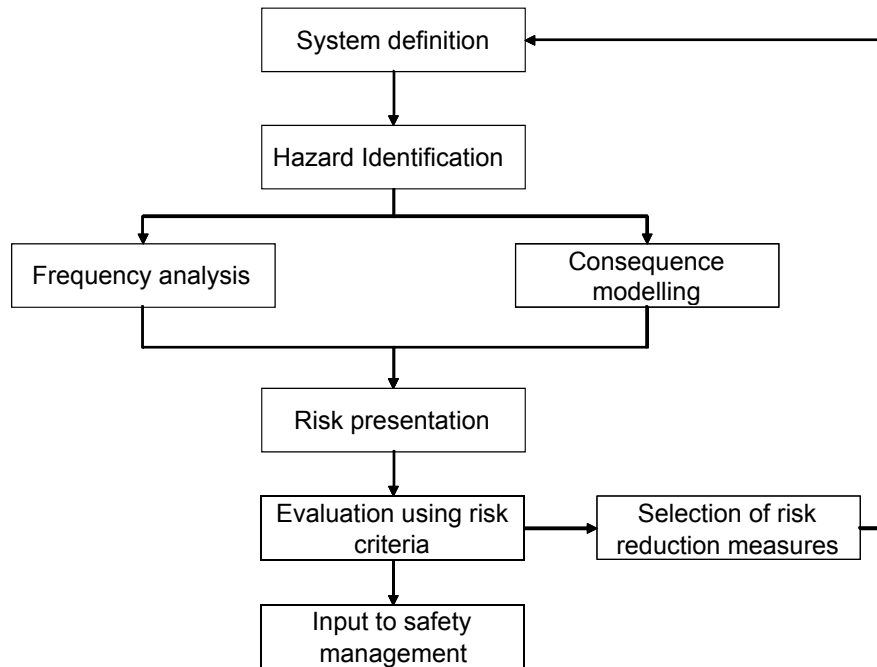 System definition
Hazard Identification
Frequency analysis
Consequence
modelling
Risk presentation
Evaluation using risk
criteria
Selection of risk
reduction measures
Input to safety
management